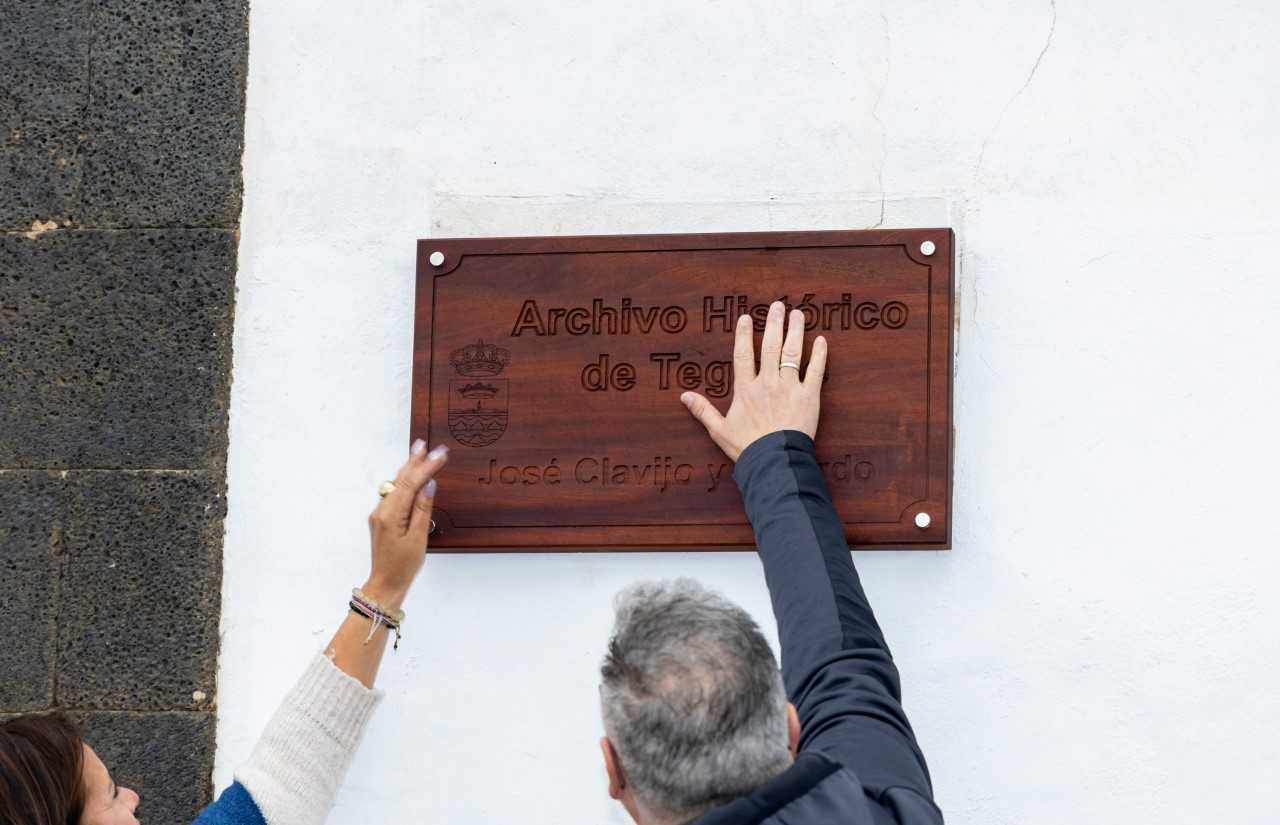 Archivo Histórico
de
José Clavijo y